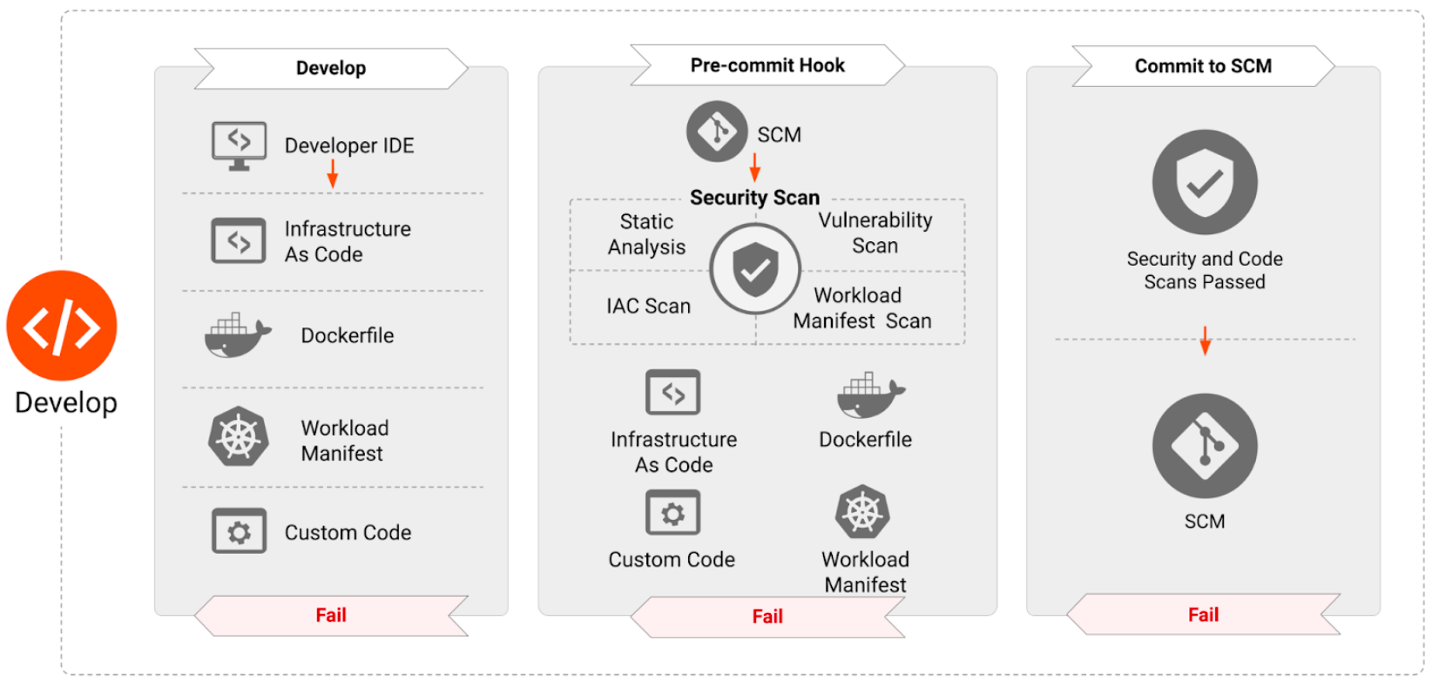 Develop
Develop
Developer IDE
Infrastructure
As Code
Dockerfile
Workload
Manifest
Custom Code
Fail
Pre-commit Hook
SCM
Security Scan
Static
Analysis
Vulnerability
Scan
IAC Scan
Workload
Manifest Scan
Infrastructure
As Code
Dockerfile
Custom Code
Workload
Manifest
Fail
Commit to SCM
Security and Code
Scans Passed
SCM
Fail